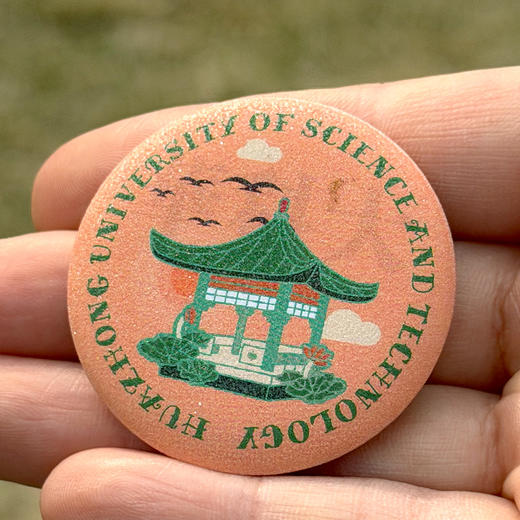 HUAZHONG UNIVERSITY OF SCIENCE AND TECHNOLOGY